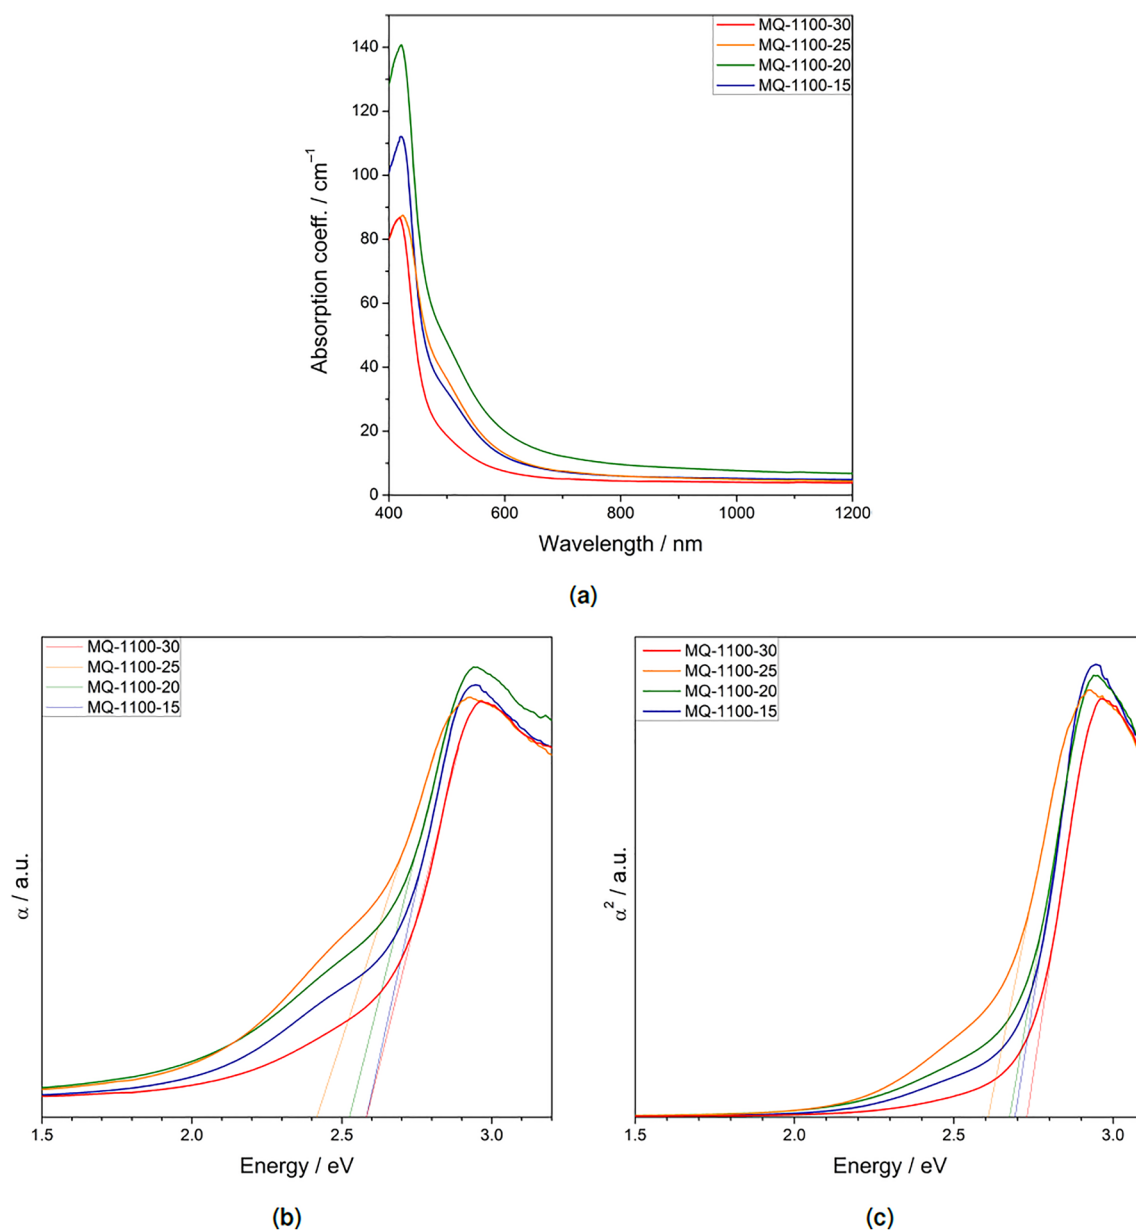 MQ-1100-30
MQ-1100-25
MQ-1100-20
MQ-1100-15
140
120
100
80
60
40
20
0
Absorption coeff. / cm⁻¹
400 600 800 1000 1200
Wavelength / nm
(a)
MQ-1100-30
MQ-1100-25
MQ-1100-20
MQ-1100-15
α / a.u.
1.5 2.0 2.5 3.0
Energy / eV
(b)
MQ-1100-30
MQ-1100-25
MQ-1100-20
MQ-1100-15
α² / a.u.
1.5 2.0 2.5 3.0
Energy / eV
(c)